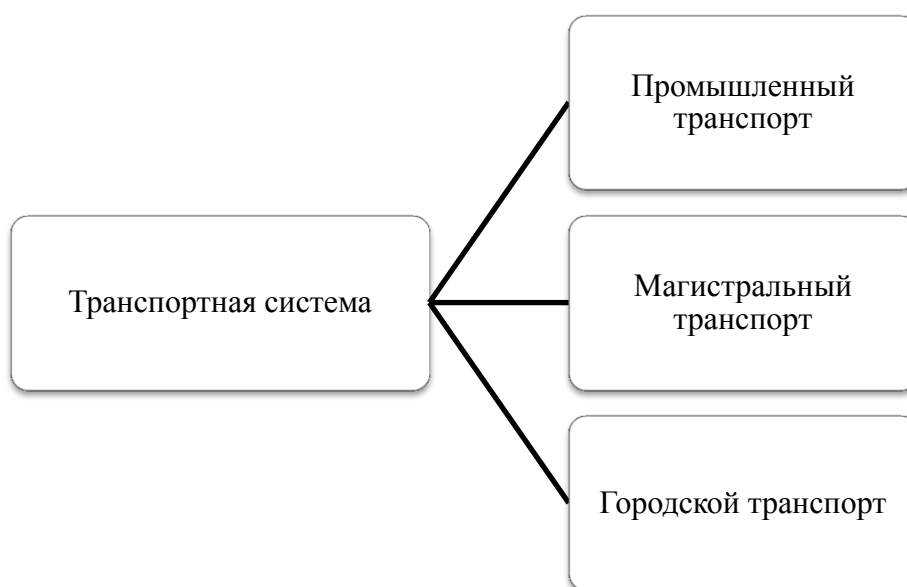 Промышленный
транспорт
Транспортная система
Магистральный
транспорт
Городской транспорт